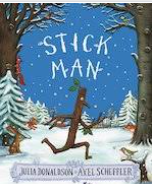 STICK
MAN
JULIA DONALDSON · AXEL SCHEFFLER